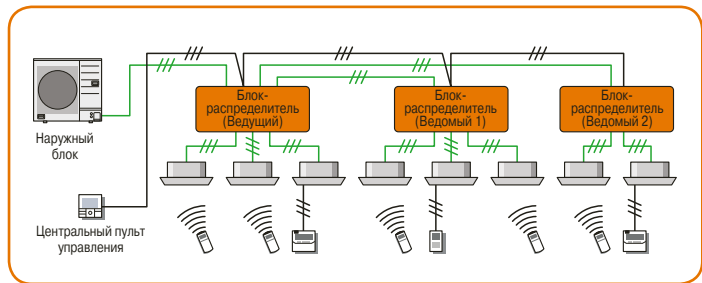 Блок-
распределитель
(Ведущий)
Блок-
распределитель
(Ведомый 1)
Блок-
распределитель
(Ведомый 2)
Наружный
блок
Центральный пульт
управления